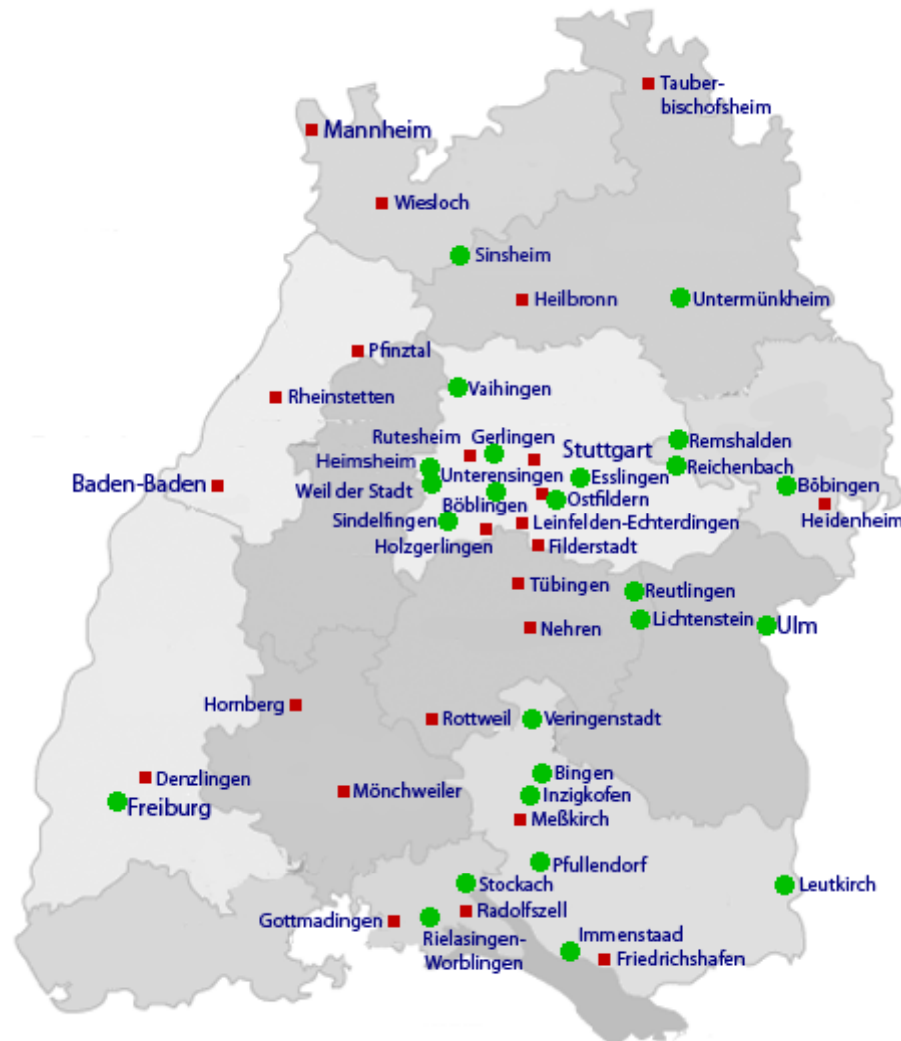 Tauber-
bischofsheim
Mannheim
Wiesloch
Sinsheim
Heilbronn
Untermünkheim
Pfinztal
Vaihingen
Rheinstetten
Rutesheim
Gerlingen
Stuttgart
Remshalden
Heimsheim
Unterensingen
Esslingen
Reichenbach
Baden-Baden
Weil der Stadt
Böblingen
Ostfildern
Böbingen
Sindelfingen
Leinfelden-Echterdingen
Heidenheim
Holzgerlingen
Filderstadt
Tübingen
Reutlingen
Lichtenstein
Ulm
Nehren
Hornberg
Rottweil
Veringenstadt
Denzlingen
Bingen
Freiburg
Mönchweiler
Inzigkofen
Meßkirch
Pfullendorf
Stockach
Leutkirch
Gottmadingen
Radolfszell
Rielasingen-
Worblingen
Immenstaad
Friedrichshafen